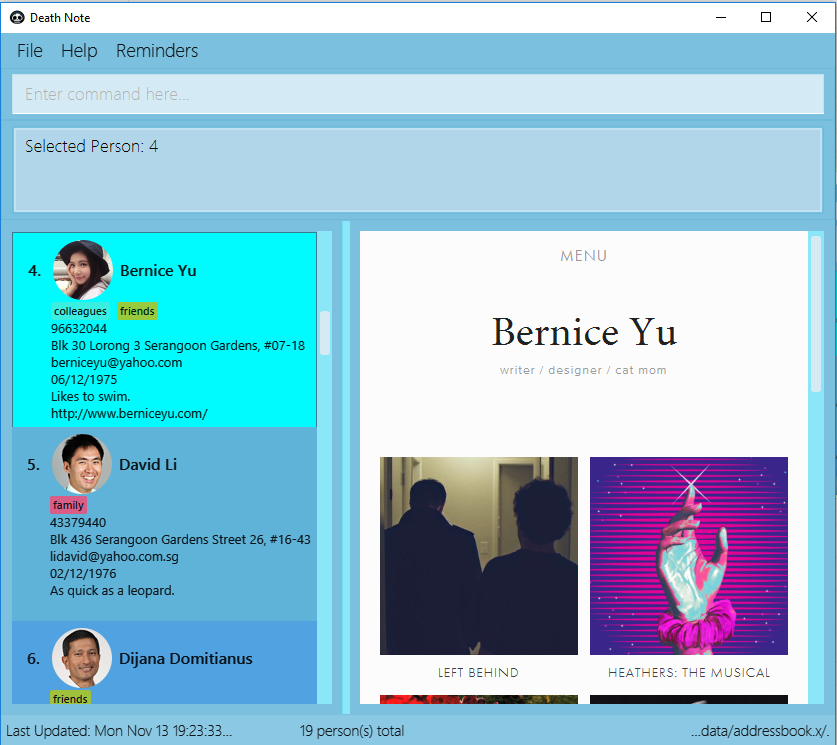 Death Note
File Help Reminders
Enter command here...
Selected Person: 4
4. Bernice Yu
colleagues friends
96632044
Blk 30 Lorong 3 Serangoon Gardens, #07-18
berniceyu@yahoo.com
06/12/1975
Likes to swim.
http://www.berniceyu.com/
5. David Li
family
43379440
Blk 436 Serangoon Gardens Street 26, #16-43
lidavid@yahoo.com.sg
02/12/1976
As quick as a leopard.
6. Dijana Domitianus
friends
MENU
Bernice Yu
writer / designer / cat mom
LEFT BEHIND
HEATHERS: THE MUSICAL
Last Updated: Mon Nov 13 19:23:33... 19 person(s) total ...data/addressbook.x/.